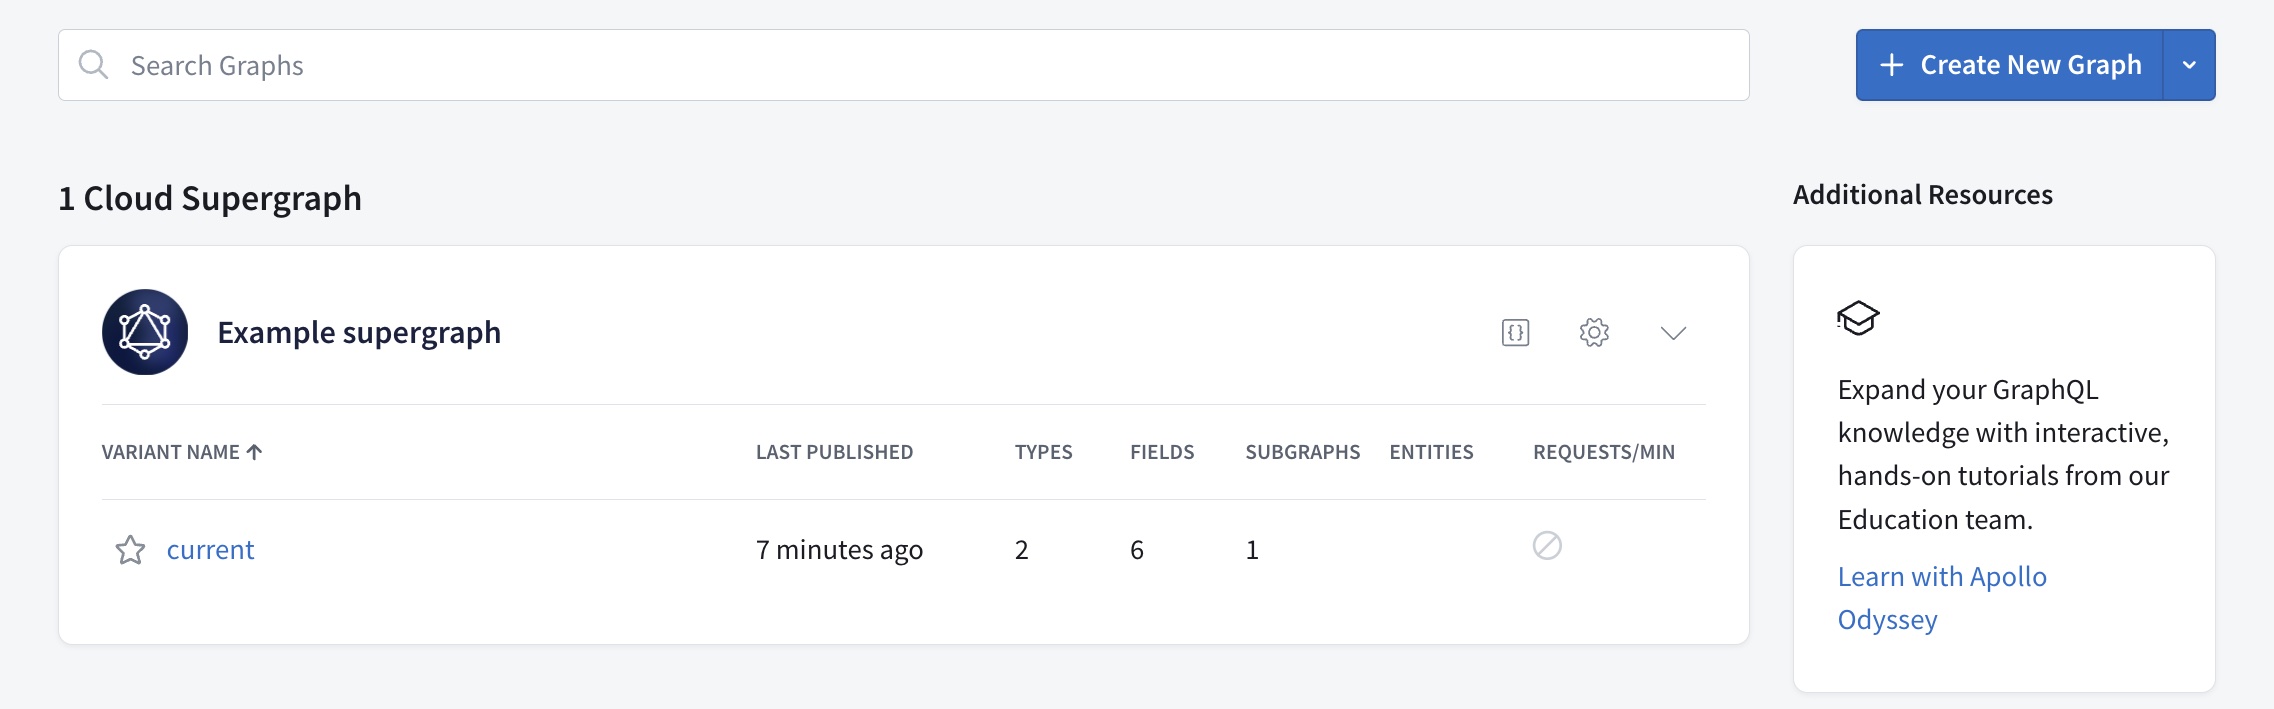 Search Graphs
Create New Graph
1 Cloud Supergraph
Additional Resources
Example supergraph
VARIANT NAME LAST PUBLISHED TYPES FIELDS SUBGRAPHS ENTITIES REQUESTS/MIN
current 7 minutes ago 2 6 1
Expand your GraphQL
knowledge with interactive,
hands-on tutorials from our
Education team.
Learn with Apollo
Odyssey